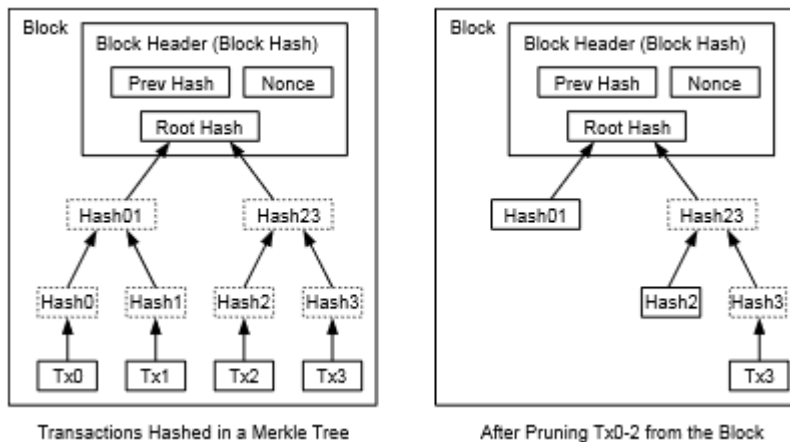 Block
Block Header (Block Hash)
Prev Hash Nonce
Root Hash
Hash01 Hash23
Hash0 Hash1 Hash2 Hash3
Tx0 Tx1 Tx2 Tx3
Transactions Hashed in a Merkle Tree
Block
Block Header (Block Hash)
Prev Hash Nonce
Root Hash
Hash01 Hash23
Hash2 Hash3
Tx3
After Pruning Tx0-2 from the Block